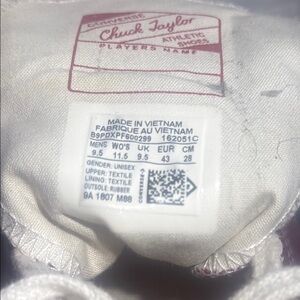 CONVERSE
Chuck Taylor
ATHLETIC
SHOES
PLAYERS NAME
MADE IN VIETNAM
FABRIQUE AU VIETNAM
B9PDXPF600299 162051C
MENS WO'S UK EUR CM
9.5 11.5 9.5 43 28
GENDER: UNISEX
UPPER: TEXTILE
LINING: TEXTILE
OUTSOLE: RUBBER
9A 1807 M88
CONVERSE